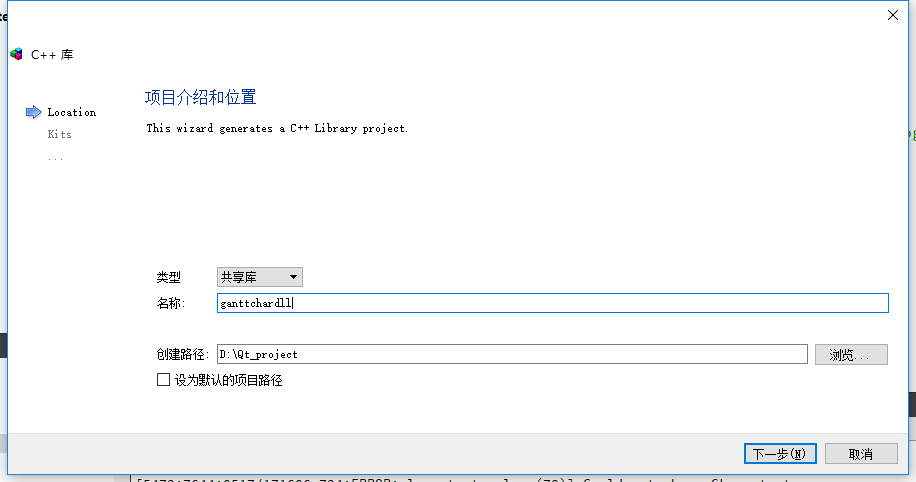 C++ 库
Location
Kits
...
项目介绍和位置
This wizard generates a C++ Library project.
类型 共享库
名称: ganttchardll
创建路径: D:\Qt_project 浏览...
设为默认的项目路径
下一步(N) 取消